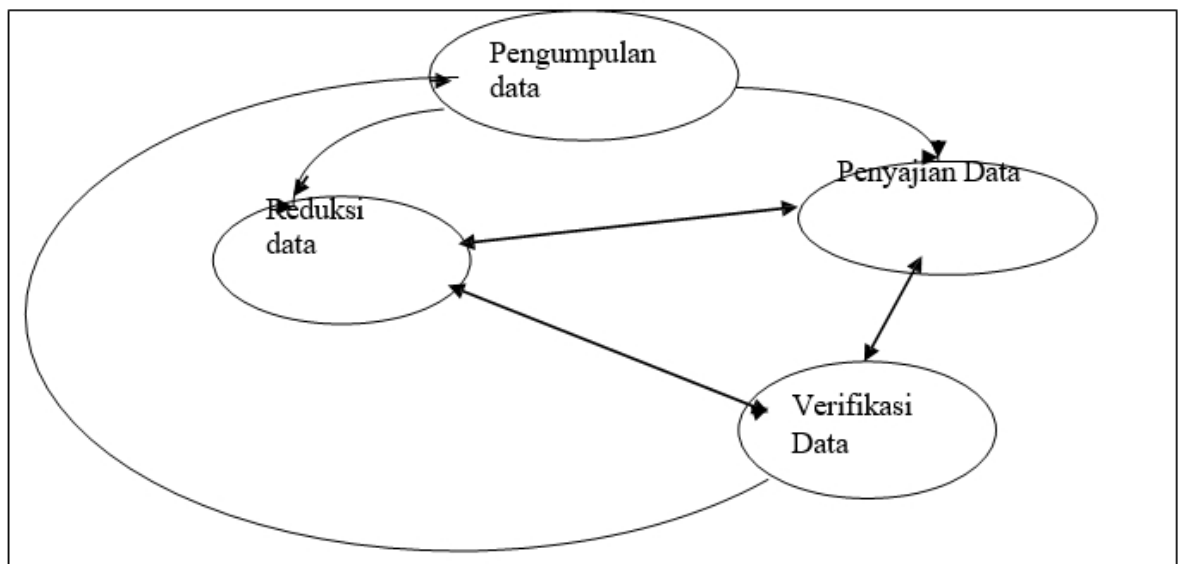 Pengumpulan
data
Penyajian Data
Reduksi
data
Verifikasi
Data